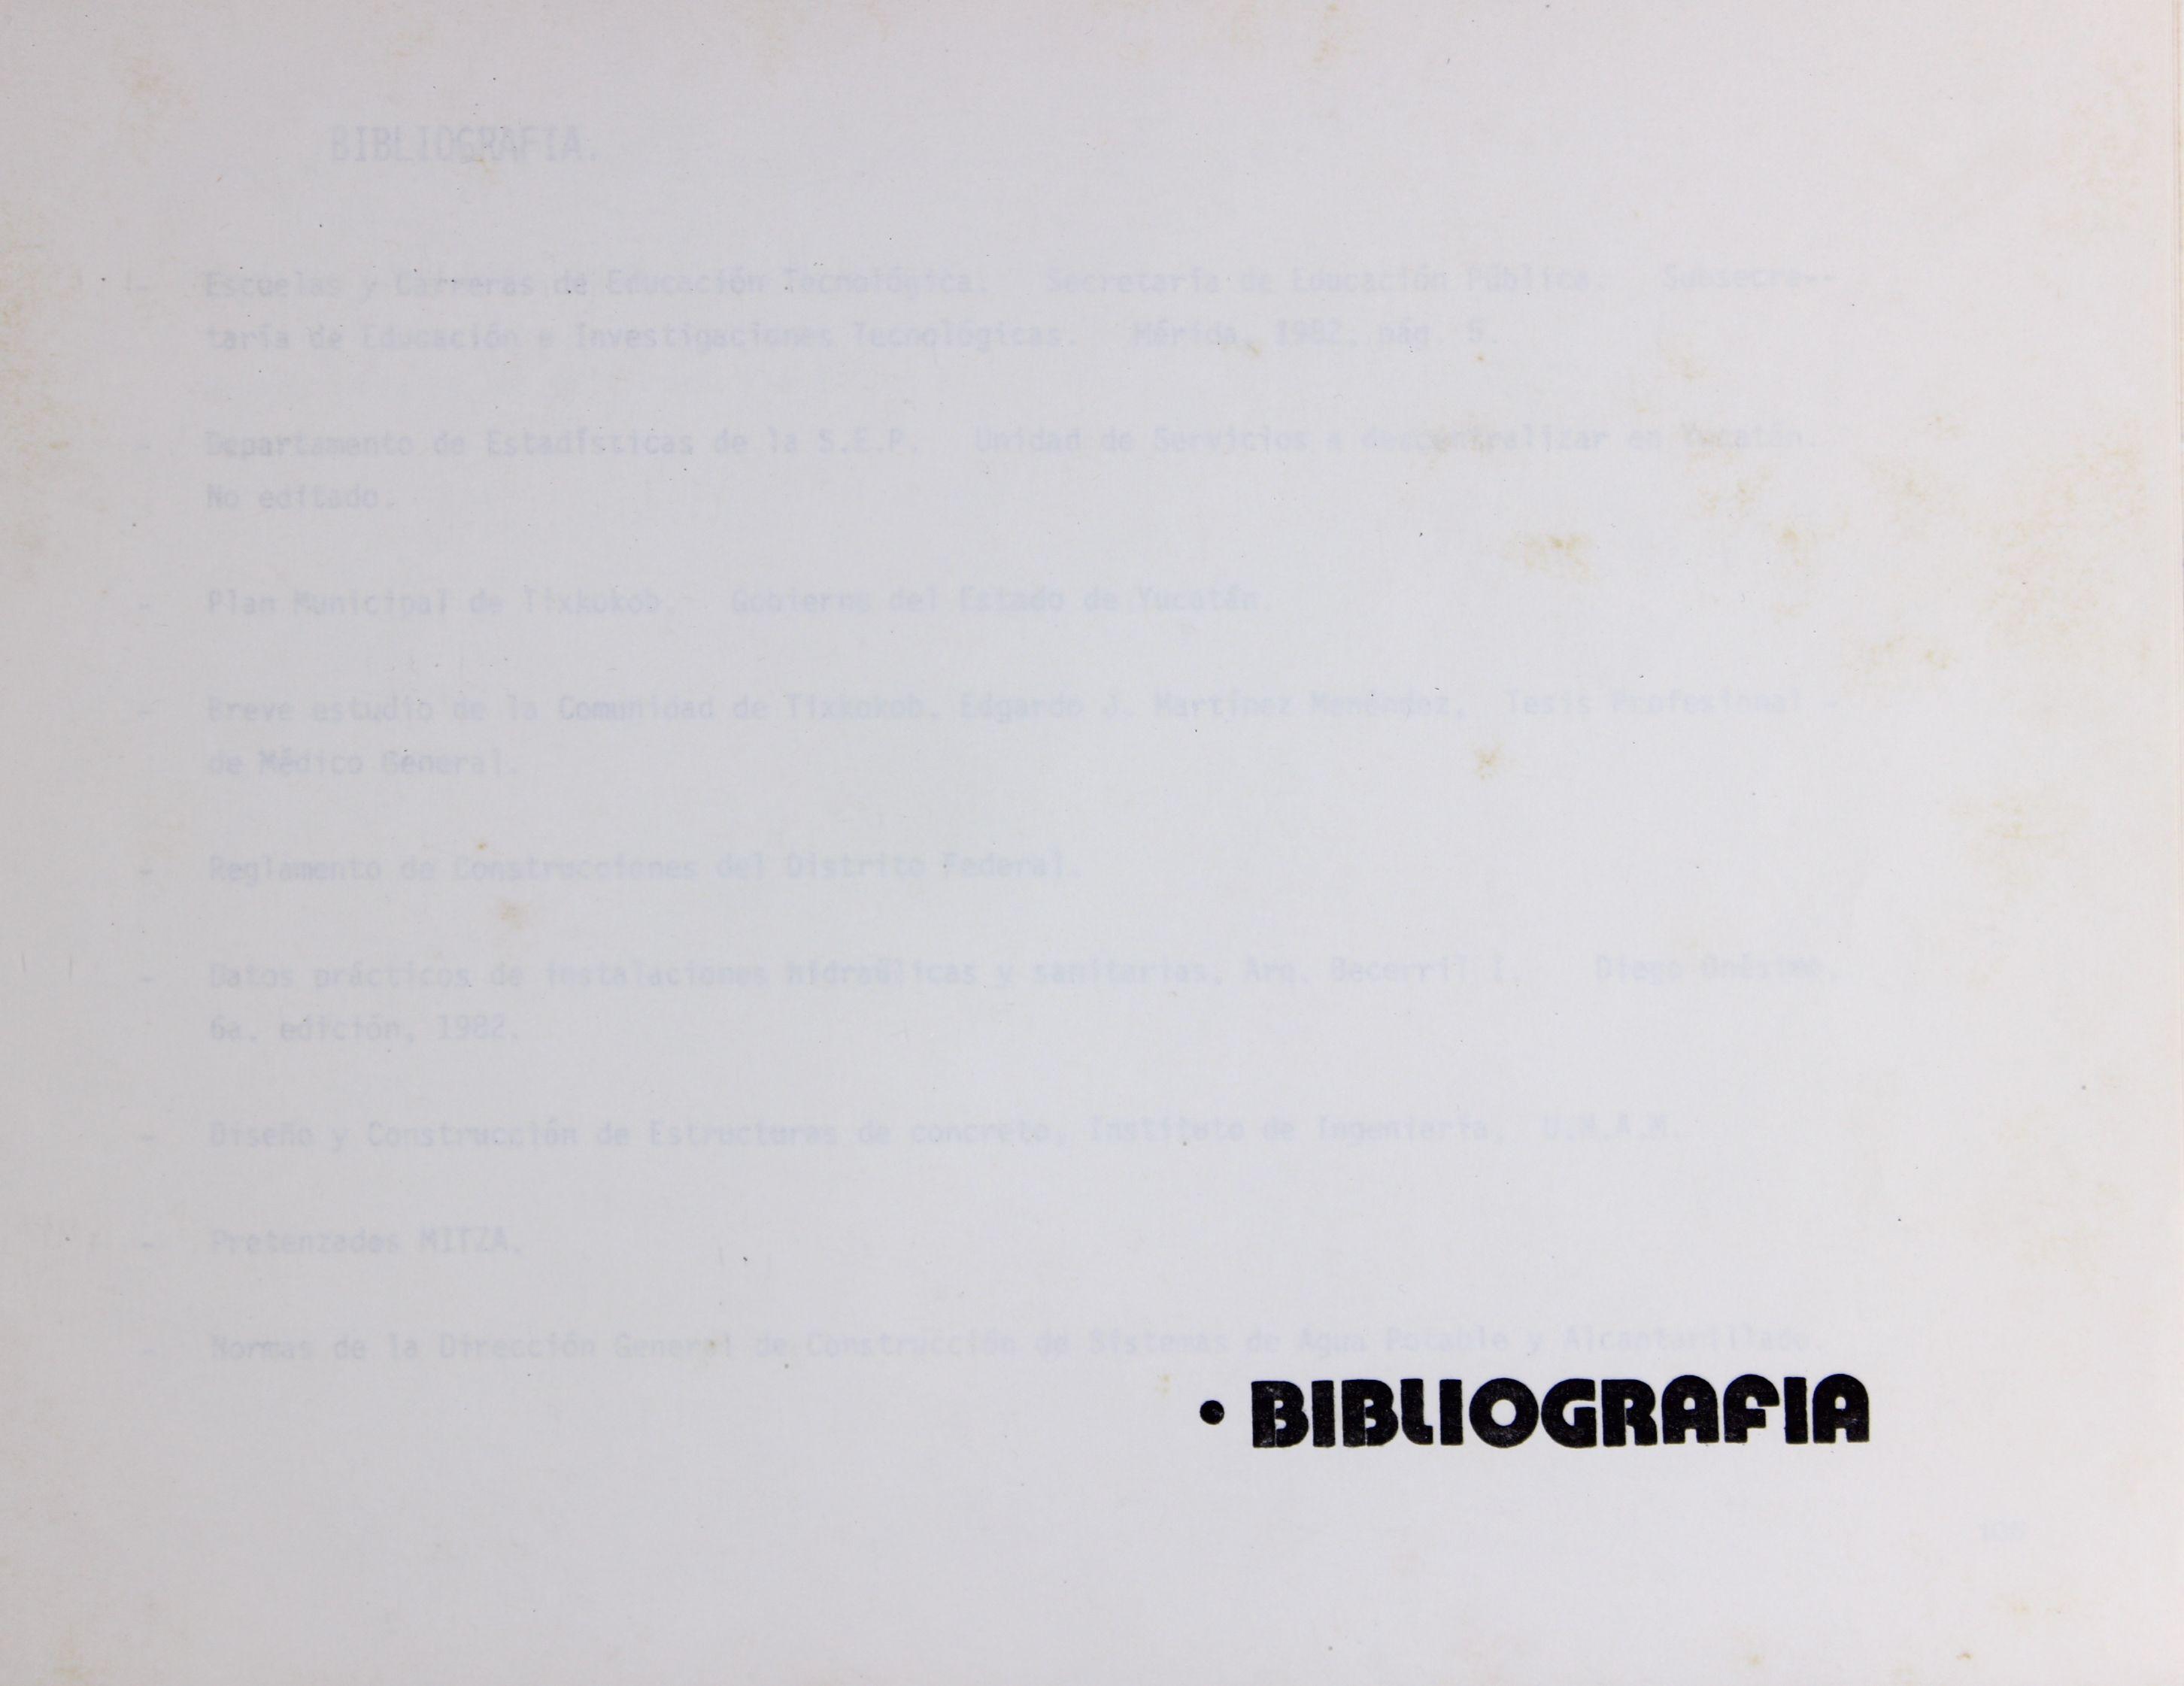 BIBLIOGRAFIA.
- Escuelas y Carreras de Educación Tecnológica. Secretaría de Educación Pública. Subsecre--
taría de Educación e Investigaciones Tecnológicas. Mérida, 1982, pág. 9.
- Departamento de Estadísticas de la S.E.P. Unidad de Servicios a descentralizar en Yucatán.
No editado.
- Plan Municipal de Tixkokob. Gobierno del Estado de Yucatán.
- Breve estudio de la Comunidad de Tixkokob. Edgardo J. Martínez Menéndez, Tesis Profesional -
de Médico General.
- Reglamento de Construcciones del Distrito Federal.
- Datos prácticos de instalaciones hidraúlicas y sanitarias, Arq. Becerril L. Diego Onésimo,
6a. edición, 1982.
- Diseño y Construcción de Estructuras de concreto, Instituto de Ingeniería, U.N.A.M.
- Pretenzados MITZA.
- Normas de la Dirección General de Construcción de Sistemas de Agua Potable y Alcantarillado.
• BIBLIOGRAFIA